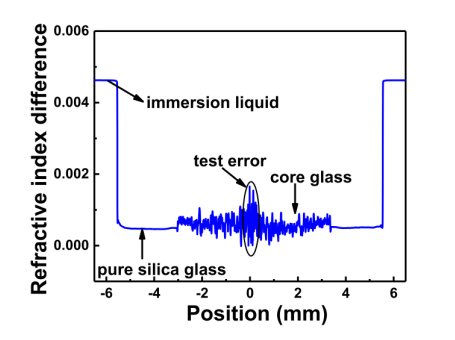 0.006
0.004
0.002
0.000
Refractive index difference
immersion liquid
test error
core glass
pure silica glass
-6 -4 -2 0 2 4 6
Position (mm)